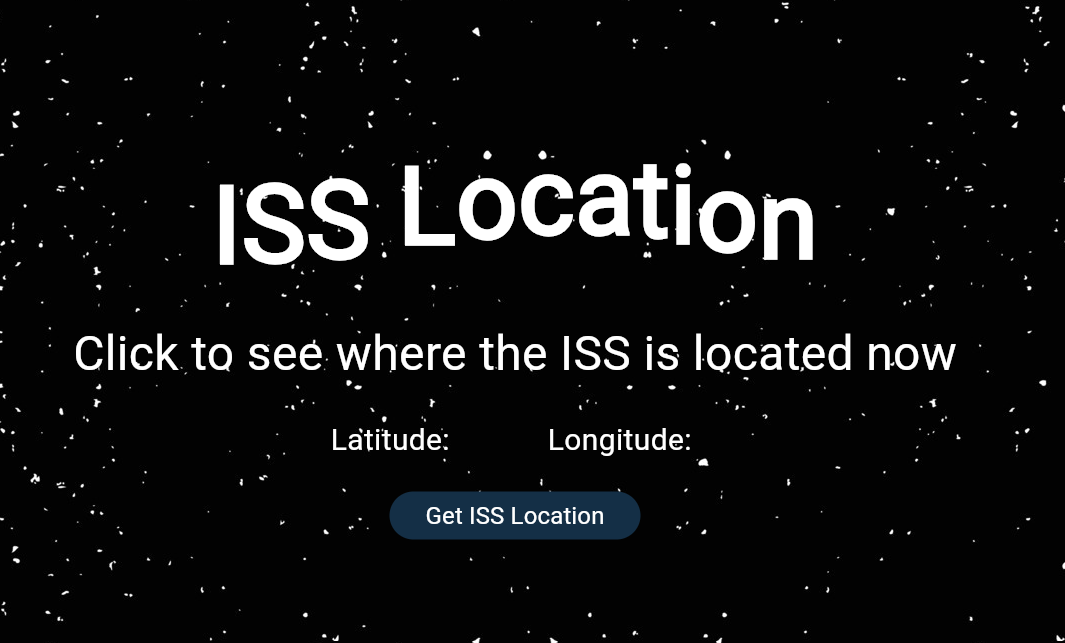 ISS Location
Click to see where the ISS is located now
Latitude: Longitude:
Get ISS Location